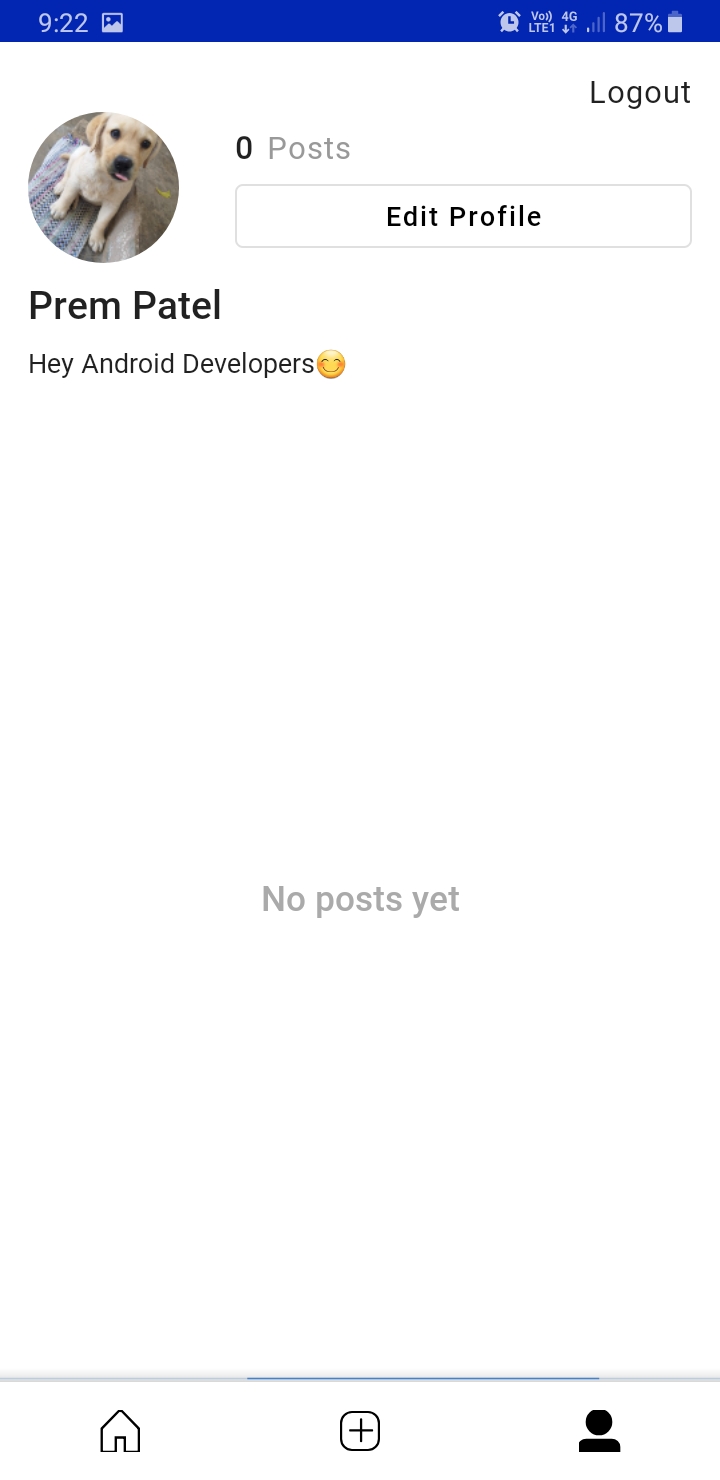 9:22 Vo)) LTE1 4G 87%
Logout
0 Posts
Edit Profile
Prem Patel
Hey Android Developers😊
No posts yet